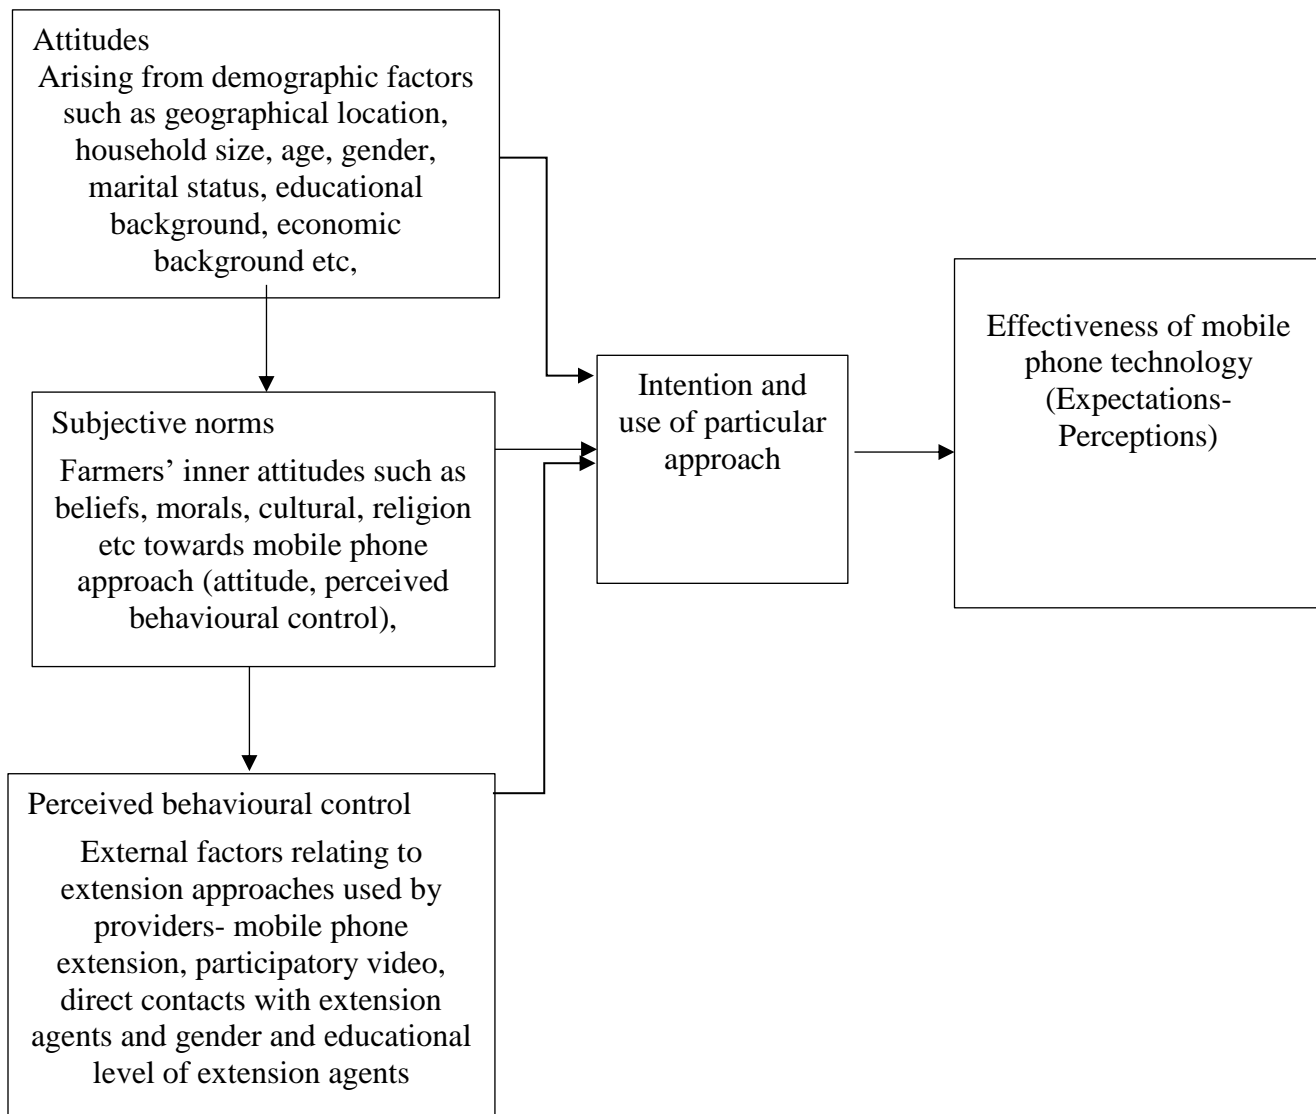 Attitudes
Arising from demographic factors
such as geographical location,
household size, age, gender,
marital status, educational
background, economic
background etc,
Subjective norms
Farmers’ inner attitudes such as
beliefs, morals, cultural, religion
etc towards mobile phone
approach (attitude, perceived
behavioural control),
Perceived behavioural control
External factors relating to
extension approaches used by
providers- mobile phone
extension, participatory video,
direct contacts with extension
agents and gender and educational
level of extension agents
Intention and
use of particular
approach
Effectiveness of mobile
phone technology
(Expectations-
Perceptions)